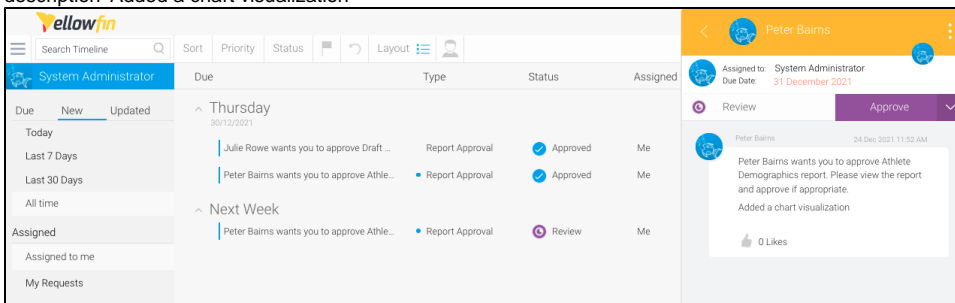 description 'Added a chart visualization'
Yellowfin
Search Timeline
Sort Priority Status Layout
System Administrator
Due Type Status Assigned
Due New Updated
Today
Last 7 Days
Last 30 Days
All time
Assigned
Assigned to me
My Requests
Thursday
30/12/2021
Julie Rowe wants you to approve Draft ... Report Approval Approved Me
Peter Bairns wants you to approve Athle... Report Approval Approved Me
Next Week
Peter Bairns wants you to approve Athle... Report Approval Review Me
Peter Bairns
Assigned to: System Administrator
Due Date: 31 December 2021
Review Approve
Peter Bairns 24 Dec 2021 11:52 AM
Peter Bairns wants you to approve Athlete
Demographics report. Please view the report
and approve if appropriate.
Added a chart visualization
0 Likes